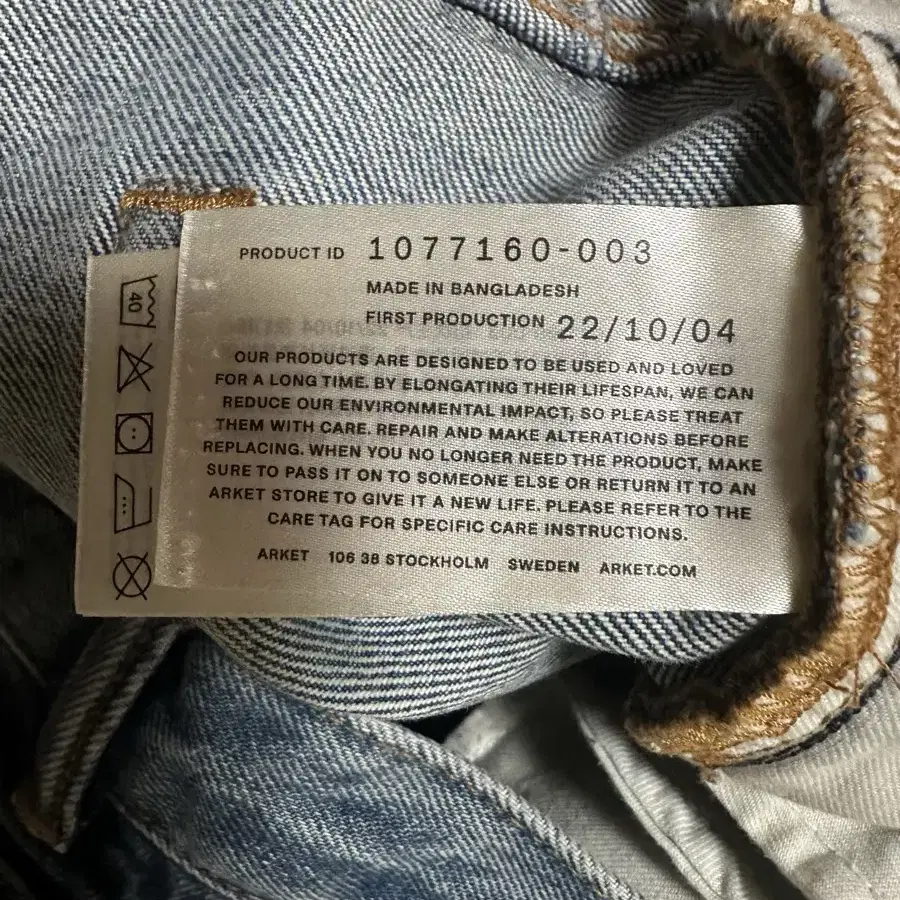 PRODUCT ID 1077160-003
MADE IN BANGLADESH
FIRST PRODUCTION 22/10/04
OUR PRODUCTS ARE DESIGNED TO BE USED AND LOVED
FOR A LONG TIME. BY ELONGATING THEIR LIFESPAN, WE CAN
REDUCE OUR ENVIRONMENTAL IMPACT, SO PLEASE TREAT
THEM WITH CARE. REPAIR AND MAKE ALTERATIONS BEFORE
REPLACING. WHEN YOU NO LONGER NEED THE PRODUCT, MAKE
SURE TO PASS IT ON TO SOMEONE ELSE OR RETURN IT TO AN
ARKET STORE TO GIVE IT A NEW LIFE. PLEASE REFER TO THE
CARE TAG FOR SPECIFIC CARE INSTRUCTIONS.
ARKET 106 38 STOCKHOLM SWEDEN ARKET.COM
40